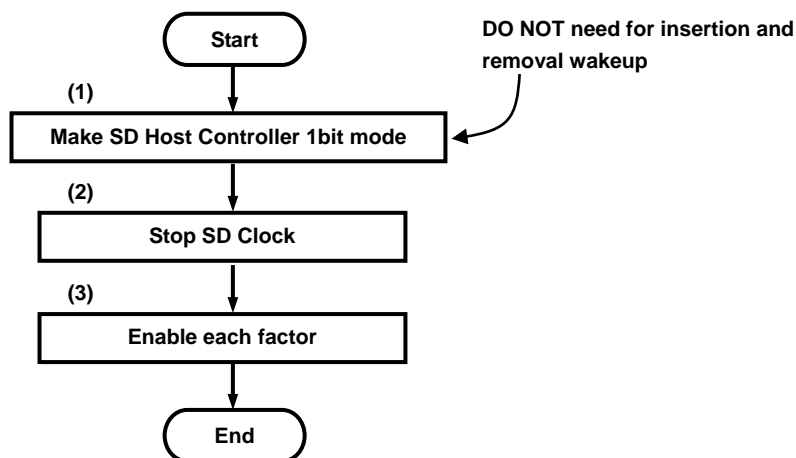 Start
DO NOT need for insertion and
removal wakeup
(1)
Make SD Host Controller 1bit mode
(2)
Stop SD Clock
(3)
Enable each factor
End